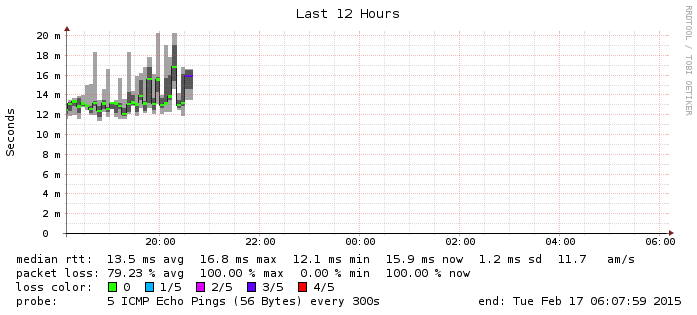 Last 12 Hours
RRDTOOL / TOBI OETIKER
Seconds
20 m
18 m
16 m
14 m
12 m
10 m
8 m
6 m
4 m
2 m
0
20:00 22:00 00:00 02:00 04:00 06:00
median rtt: 13.5 ms avg 16.8 ms max 12.1 ms min 15.9 ms now 1.2 ms sd 11.7 am/s
packet loss: 79.23 % avg 100.00 % max 0.00 % min 100.00 % now
loss color: 0 1/5 2/5 3/5 4/5
probe: 5 ICMP Echo Pings (56 Bytes) every 300s end: Tue Feb 17 06:07:59 2015